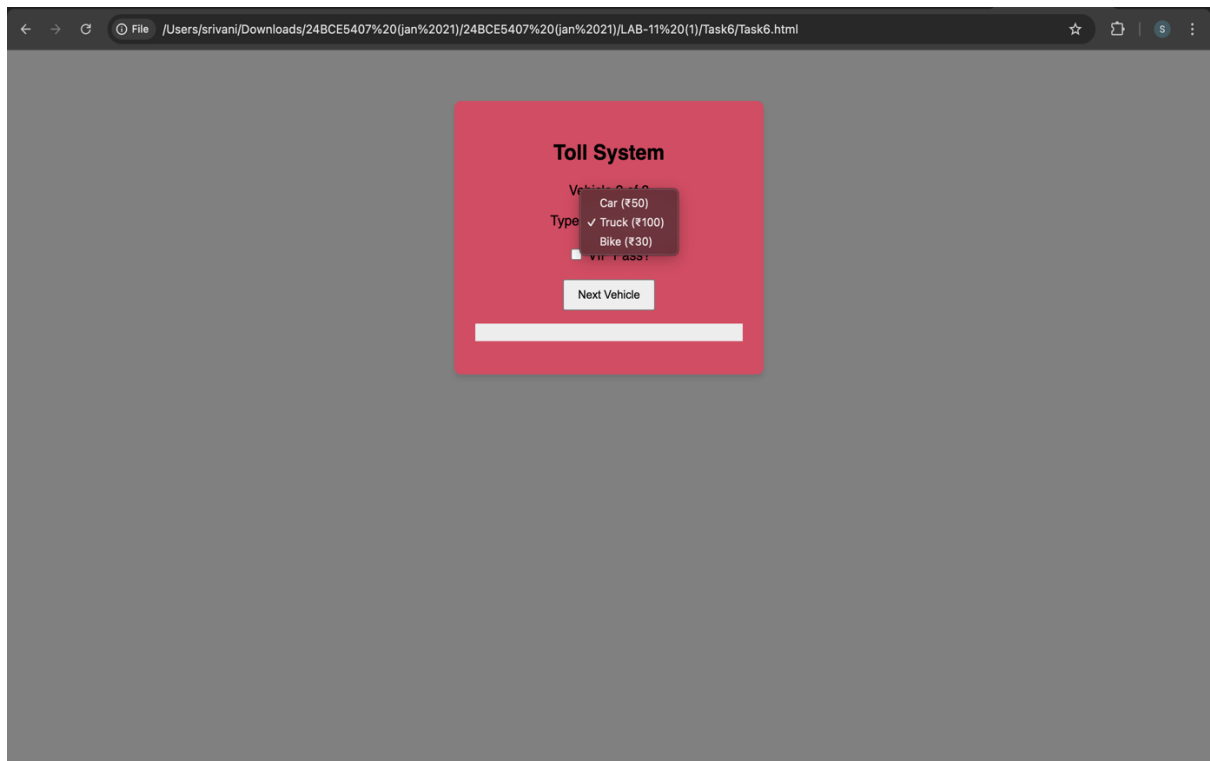 File /Users/srivani/Downloads/24BCE5407%20(jan%2021)/24BCE5407%20(jan%2021)/LAB-11%20(1)/Task6/Task6.html
S
Toll System
Type
Car (₹50)
✓ Truck (₹100)
Bike (₹30)
Next Vehicle